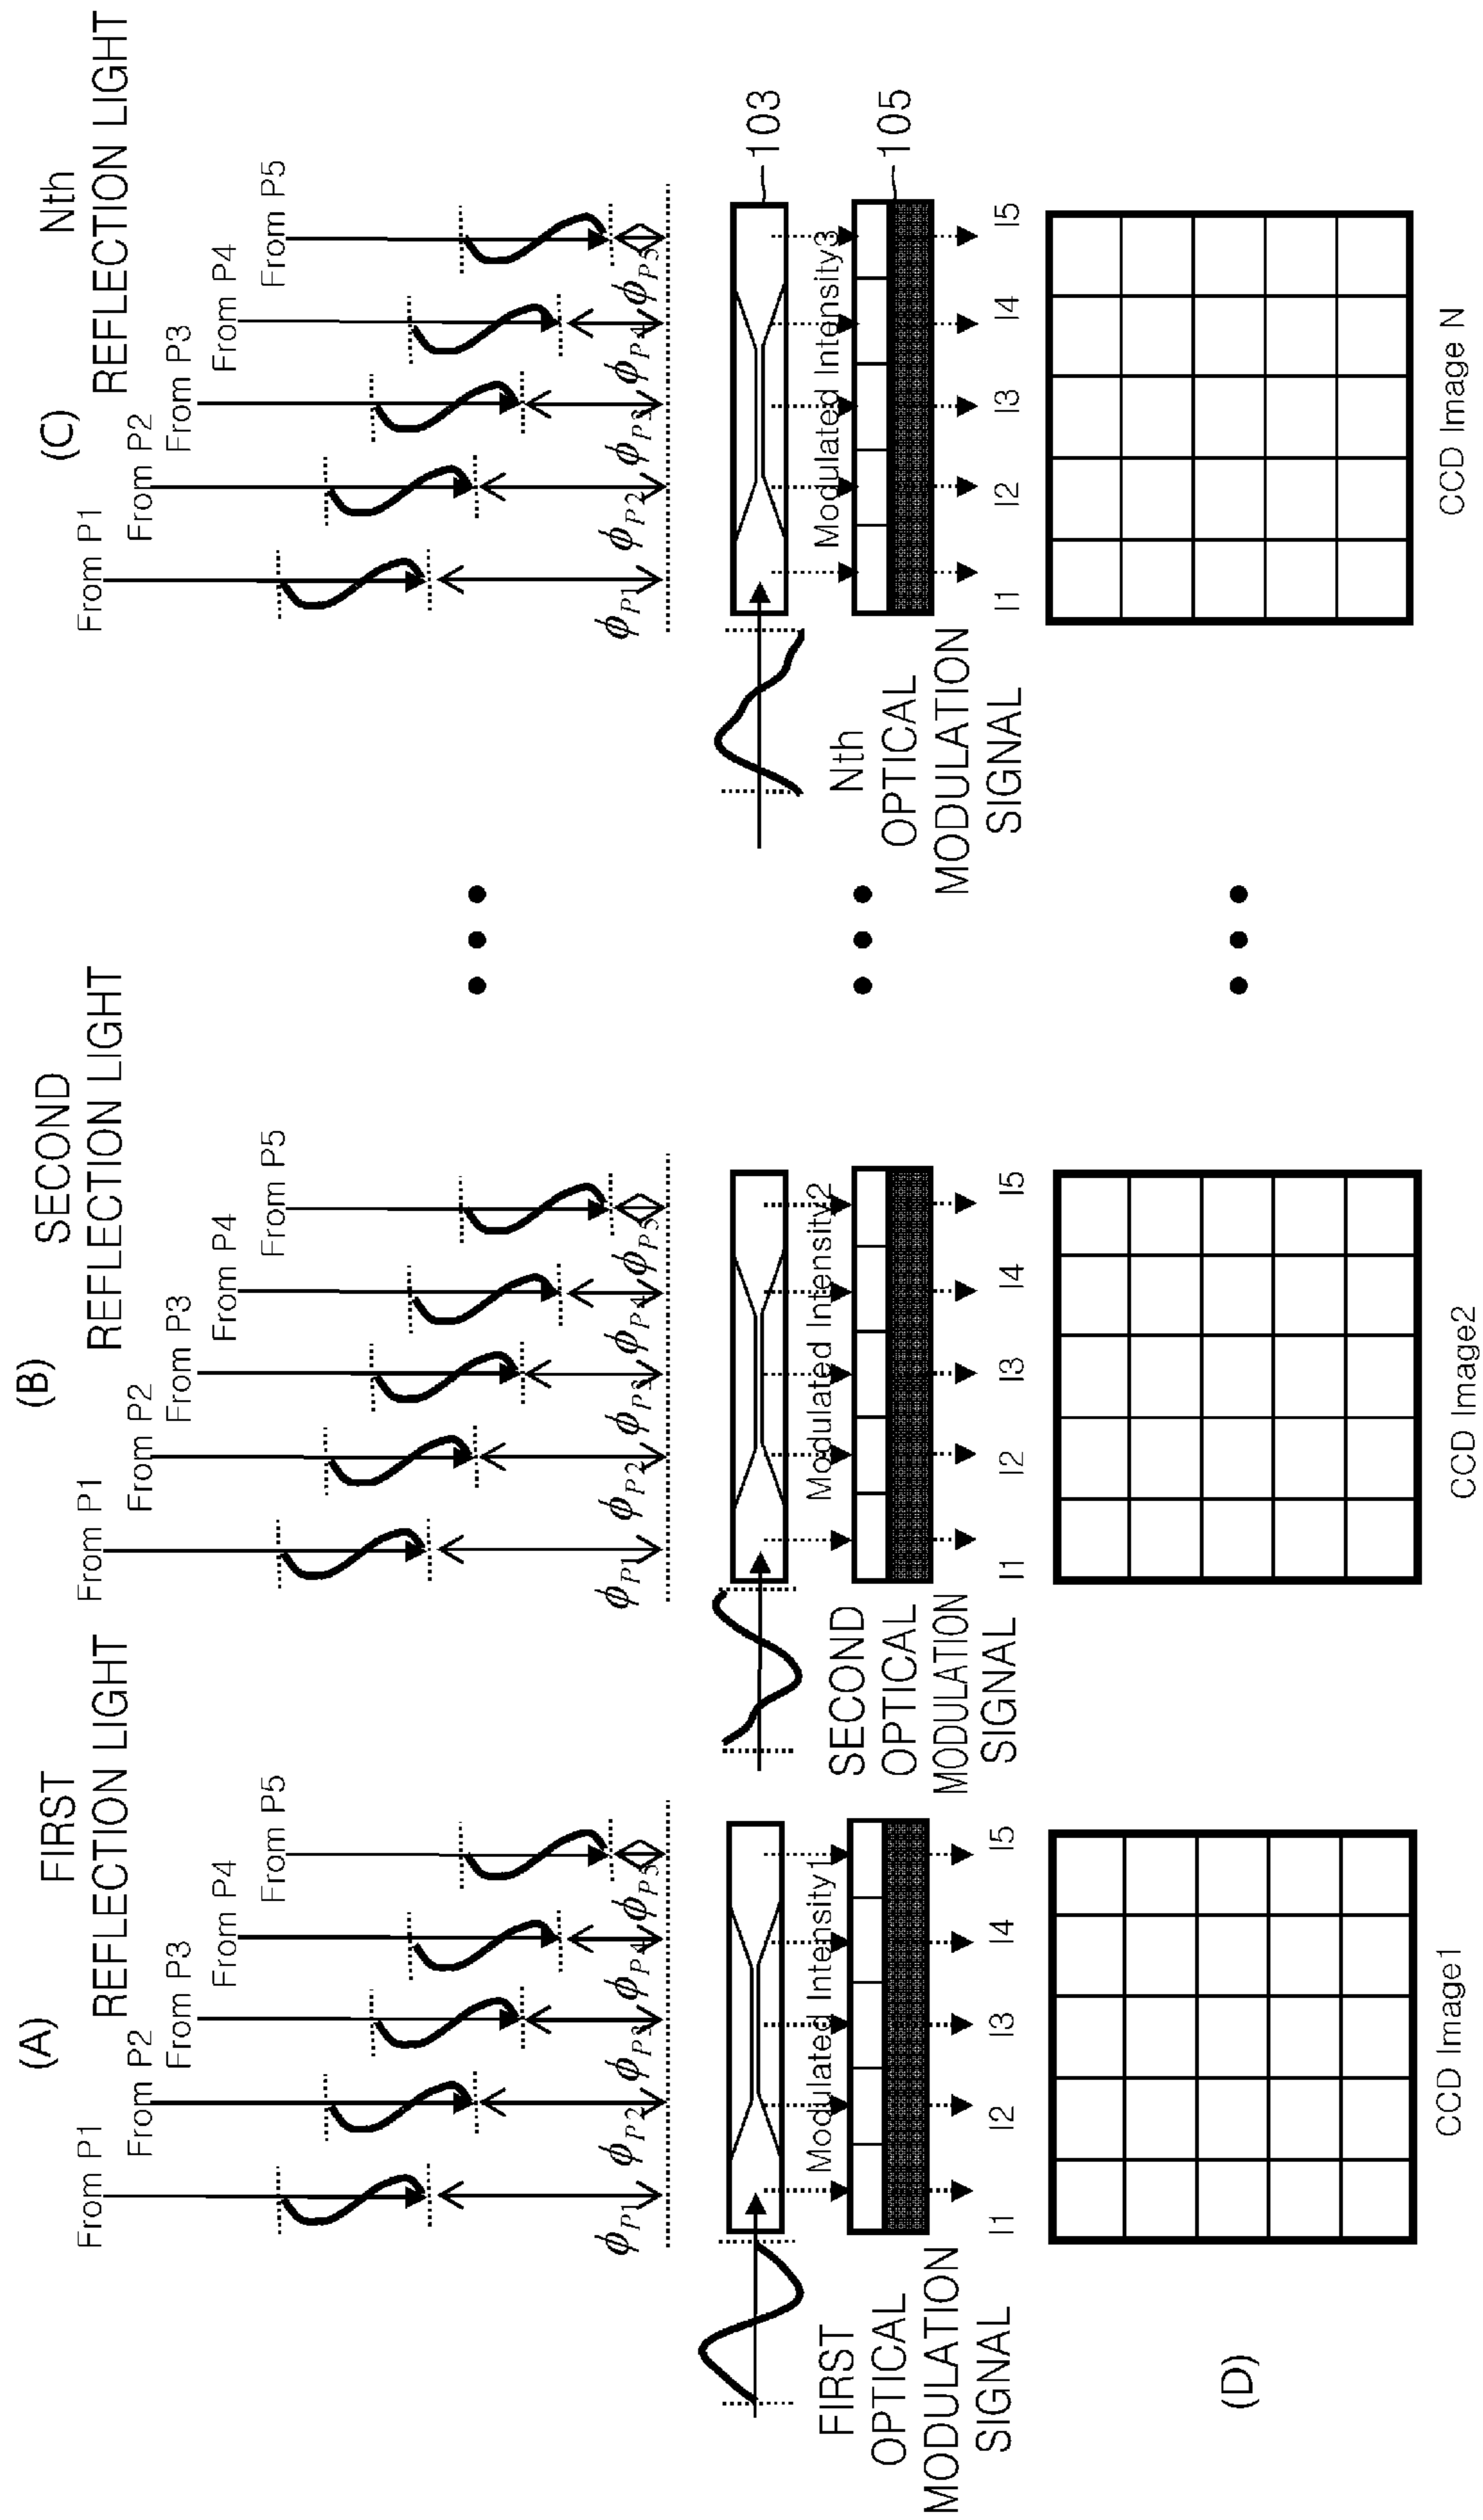 (A)
FIRST
REFLECTION LIGHT
From P1
From P2
From P3
From P4
From P5
ϕP1
ϕP2
ϕP3
ϕP4
ϕP5
FIRST
OPTICAL
MODULATION
SIGNAL
Modulated Intensity1
I1 I2 I3 I4 I5
(B)
SECOND
REFLECTION LIGHT
From P1
From P2
From P3
From P4
From P5
ϕP1
ϕP2
ϕP3
ϕP4
ϕP5
SECOND
OPTICAL
MODULATION
SIGNAL
Modulated Intensity2
I1 I2 I3 I4 I5
(C)
Nth
REFLECTION LIGHT
From P1
From P2
From P3
From P4
From P5
ϕP1
ϕP2
ϕP3
ϕP4
ϕP5
103
Nth
OPTICAL
MODULATION
SIGNAL
Modulated Intensity3
105
I1 I2 I3 I4 I5
(D)
CCD Image1
CCD Image2
CCD Image N